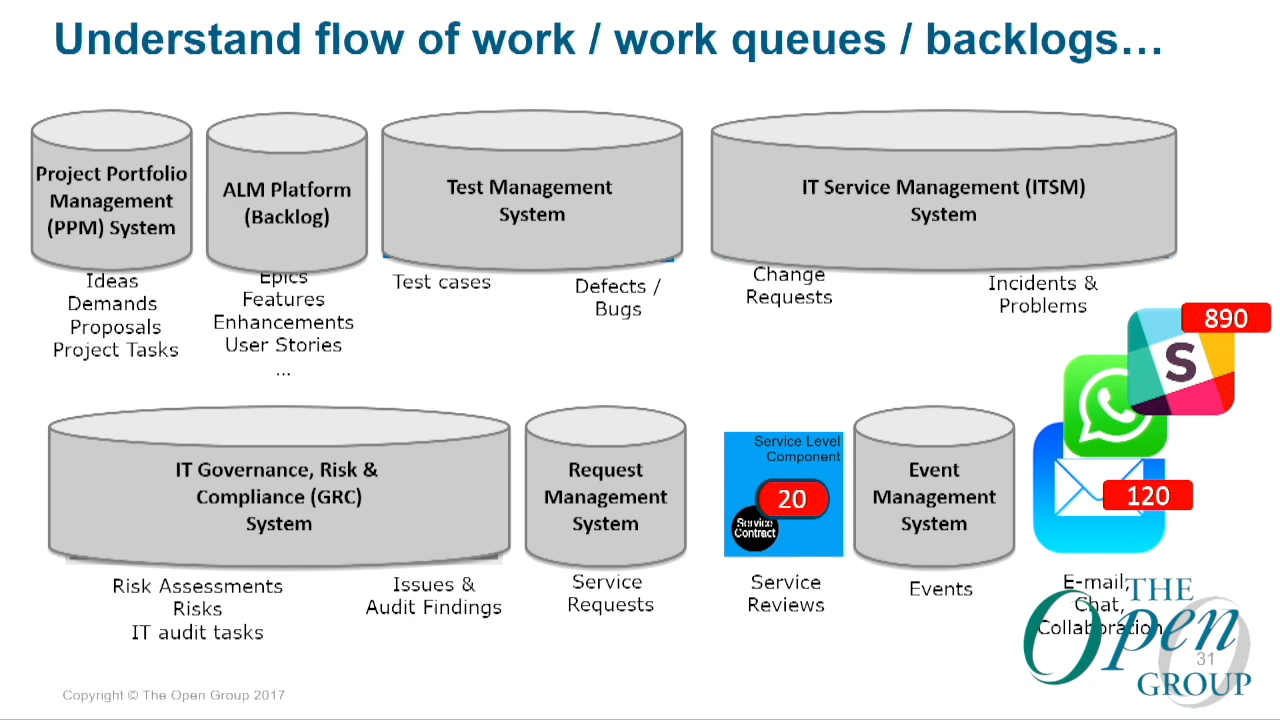 Understand flow of work / work queues / backlogs…
Project Portfolio
Management
(PPM) System
ALM Platform
(Backlog)
Test Management
System
IT Service Management (ITSM)
System
Ideas
Demands
Proposals
Project Tasks
Epics
Features
Enhancements
User Stories
...
Test cases
Defects /
Bugs
Change
Requests
Incidents &
Problems
890
S
IT Governance, Risk &
Compliance (GRC)
System
Request
Management
System
Service Level
Component
20
Service
Contract
Event
Management
System
120
Risk Assessments
Risks
IT audit tasks
Issues &
Audit Findings
Service
Requests
Service
Reviews
Events
E-mail,
Chat,
Collaboration
THE
Open
GROUP
31
Copyright © The Open Group 2017